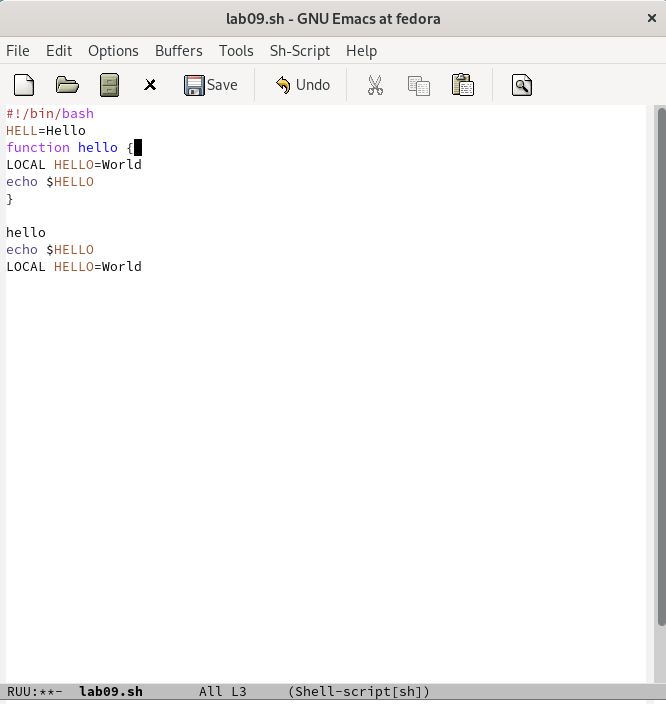 lab09.sh - GNU Emacs at fedora
File Edit Options Buffers Tools Sh-Script Help
Save Undo
#!/bin/bash
HELL=Hello
function hello {
LOCAL HELLO=World
echo $HELLO
}
hello
echo $HELLO
LOCAL HELLO=World
RUU:**- lab09.sh All L3 (Shell-script[sh])